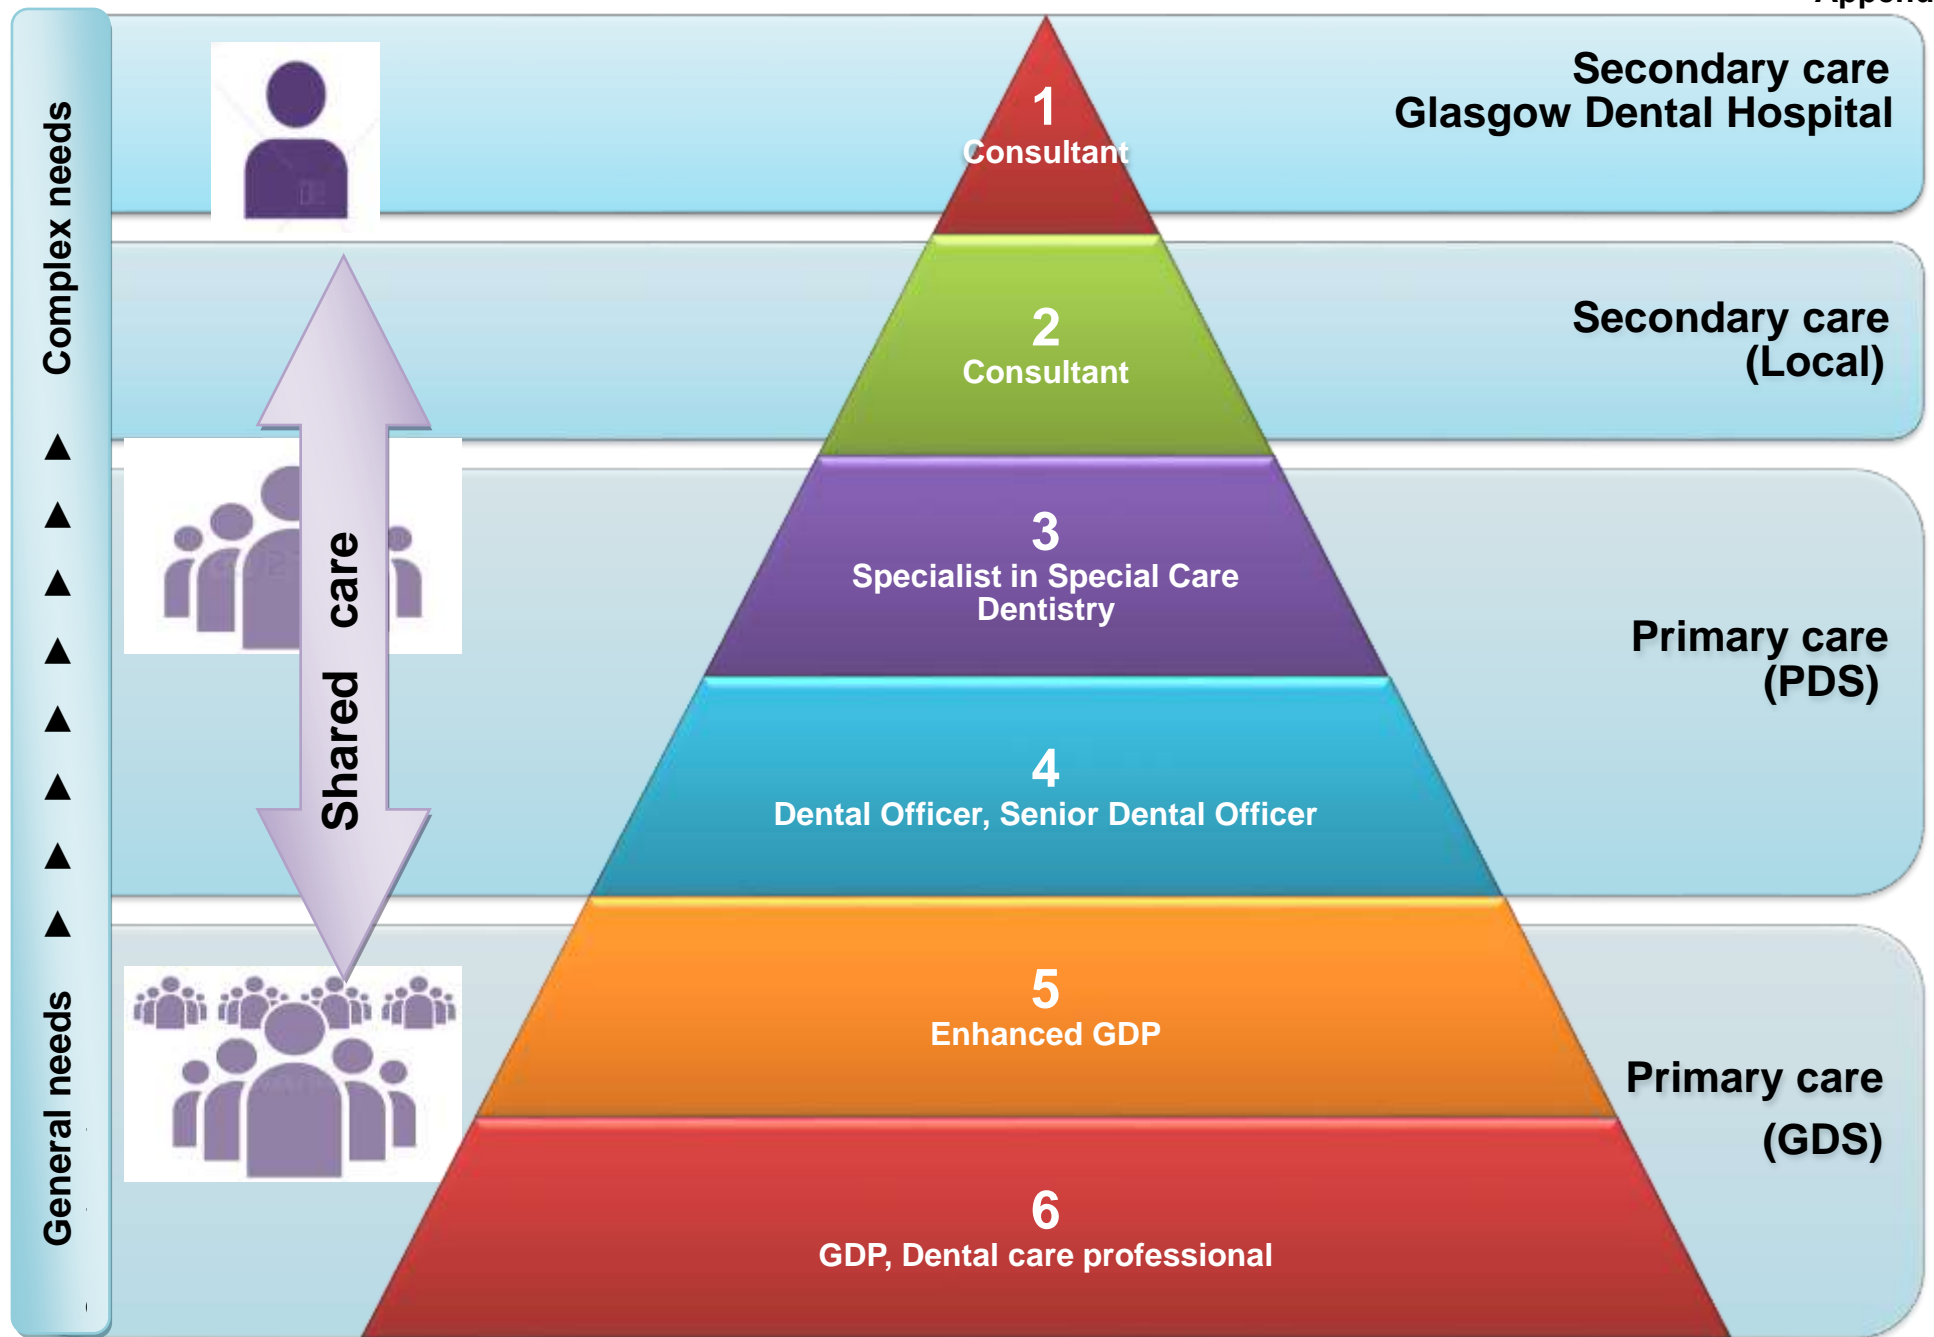 Secondary care
Glasgow Dental Hospital
Complex needs
1
Consultant
Secondary care
(Local)
2
Consultant
▲ ▲ ▲ ▲ ▲ ▲ ▲ ▲
Shared care
3
Specialist in Special Care
Dentistry
Primary care
(PDS)
4
Dental Officer, Senior Dental Officer
General needs
5
Enhanced GDP
Primary care
(GDS)
6
GDP, Dental care professional